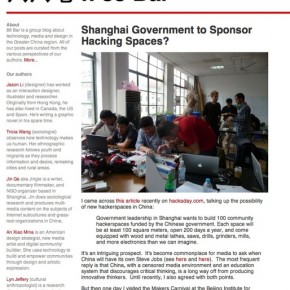 88 Bar
About
88 Bar is a group blog about
technology, media and design in
the Greater China region. All of
our posts are curated from the
various perspectives of our
authors. More...
Our authors
Jason Li (designer) has worked
as an interaction designer,
illustrator and researcher.
Originally from Hong Kong, he
has also lived in Canada, the US
and Spain. He's writing a graphic
novel in his spare time.
Tricia Wang (sociologist)
observes how technology makes
us human. Her ethnographic
research follows youth and
migrants as they process
information and desire, remaking
cities and rural areas.
Jin Ge aka Jingle is a writer,
documentary filmmaker, and
NGO organizer based in
Shanghai. Jin does sociological
research and produces multi-
media content on the subjects of
Internet subcultures and grass-
root organizations in China.
An Xiao Mina is an American
design strategist, new media
artist and digital community
builder. She uses technology to
build and empower communities
through design and artistic
expression.
Lyn Jeffery (cultural
anthropologist) is a research
Shanghai Government to Sponsor
Hacking Spaces?
I came across this article recently on hackaday.com, talking up the possibility
of new hackerspaces in China:
Government leadership in Shanghai wants to build 100 community
hackerspaces funded by the Chinese government. Each space will
be at least 100 square meters, open 200 days a year, and come
equipped with wood and metal lathes, saws, drills, grinders, mills,
and more electronics than we can imagine.
It's an intriguing prospect. It's become commonplace for media to ask when
China will have its own Steve Jobs (see here and here). The most frequent
reply is that China, with a censored media environment and an education
system that discourages critical thinking, is a long way off from producing
innovative thinkers. Until recently, I also agreed with both points.
But then one day I visited the Makers Carnival at the Beijing Institute for